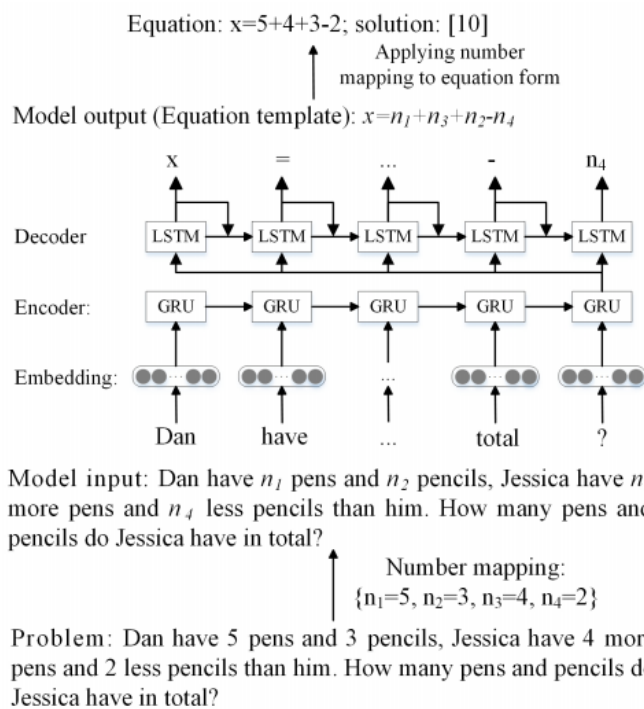 Equation: x=5+4+3-2; solution: [10]
Applying number
mapping to equation form
Model output (Equation template): x=n₁+n₃+n₂-n₄
x = ... - n₄
Decoder LSTM LSTM LSTM LSTM LSTM
Encoder: GRU GRU GRU GRU GRU
Embedding: ... ... ... ... ...
Dan have ... total ?
Model input: Dan have n₁ pens and n₂ pencils, Jessica have n
more pens and n₄ less pencils than him. How many pens and
pencils do Jessica have in total?
Number mapping:
{n₁=5, n₂=3, n₃=4, n₄=2}
Problem: Dan have 5 pens and 3 pencils, Jessica have 4 mor
pens and 2 less pencils than him. How many pens and pencils d
Jessica have in total?